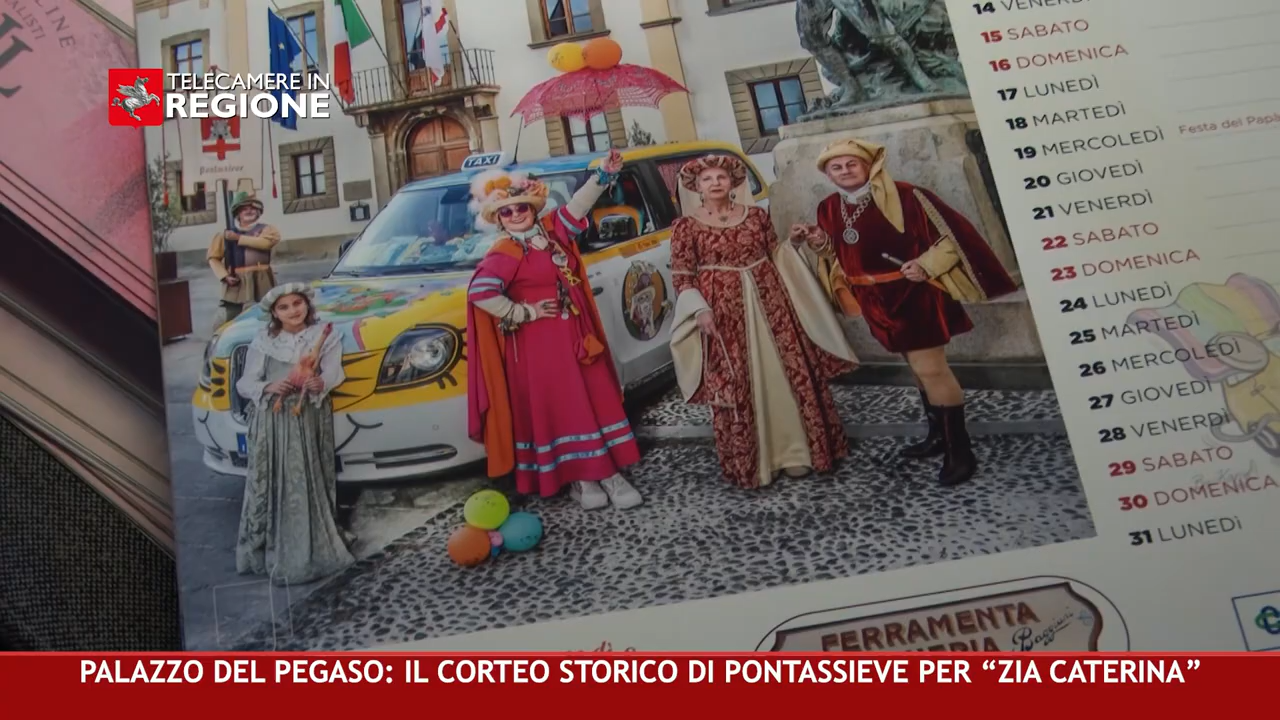 TELECAMERE IN
REGIONE
TAXI
14 VENERDÌ
15 SABATO
16 DOMENICA
17 LUNEDÌ
18 MARTEDÌ
19 MERCOLEDÌ
Festa del Papà
20 GIOVEDÌ
21 VENERDÌ
22 SABATO
23 DOMENICA
24 LUNEDÌ
25 MARTEDÌ
26 MERCOLEDÌ
27 GIOVEDÌ
28 VENERDÌ
29 SABATO
30 DOMENICA
31 LUNEDÌ
FERRAMENTA
PALAZZO DEL PEGASO: IL CORTEO STORICO DI PONTASSIEVE PER “ZIA CATERINA”